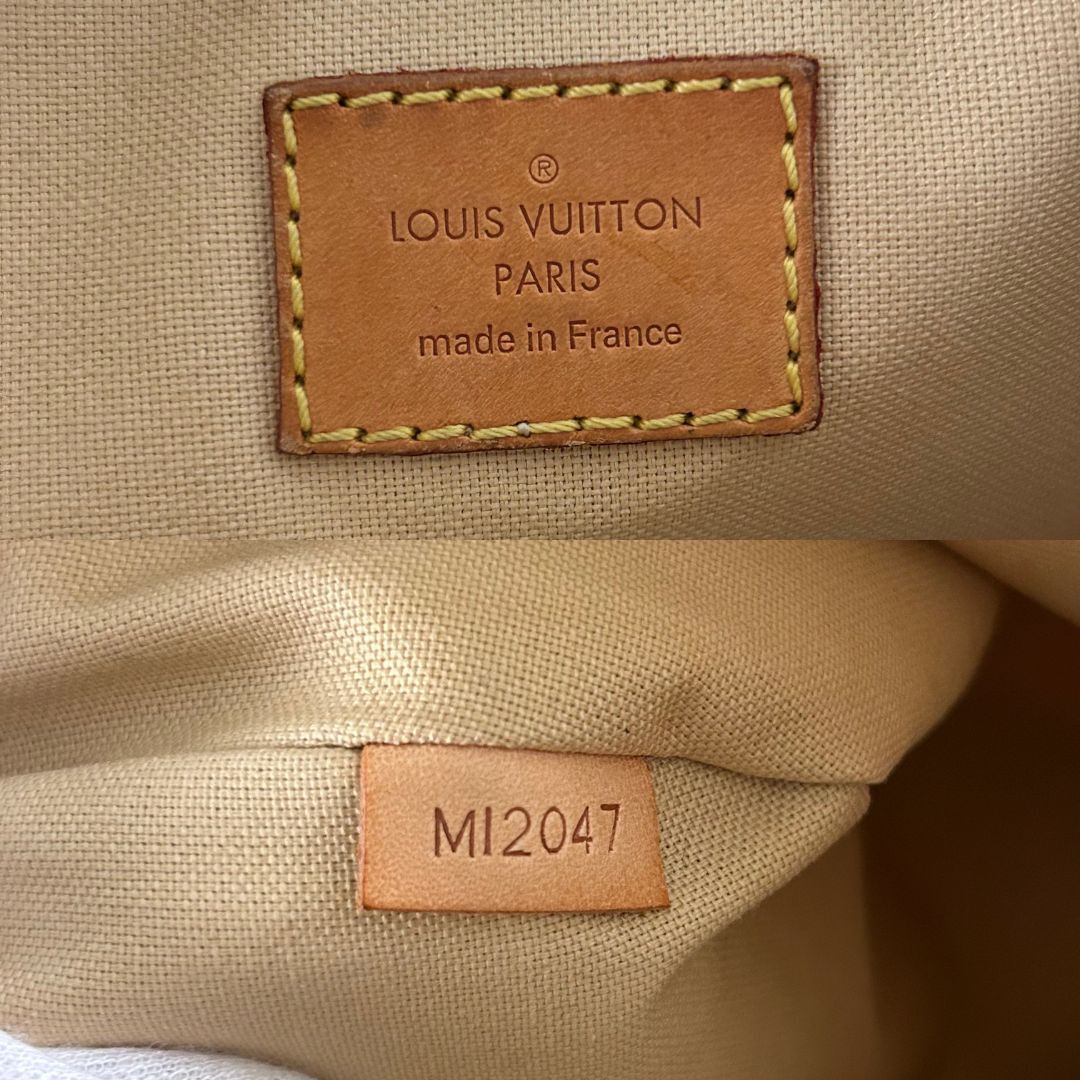 ®
LOUIS VUITTON
PARIS
made in France
MI2047